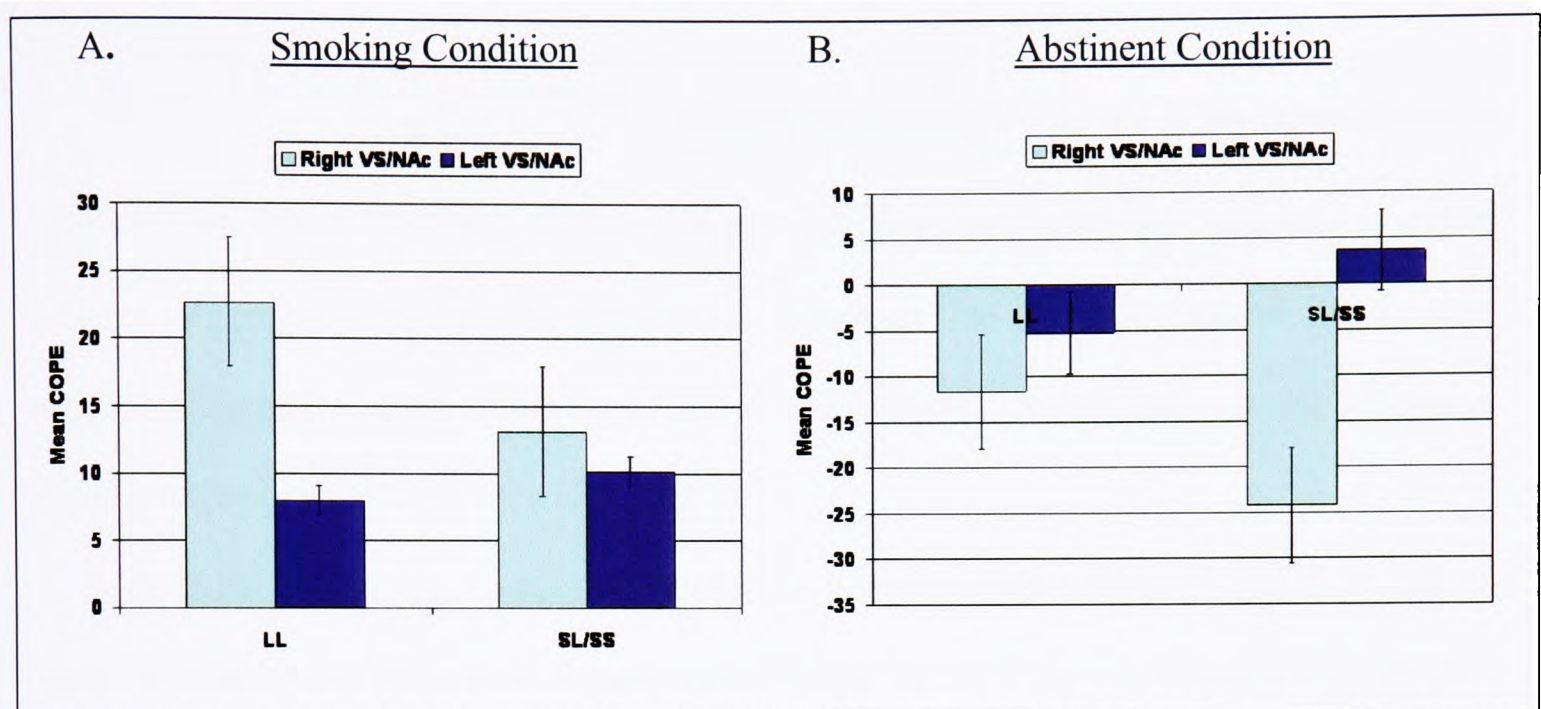 A. Smoking Condition
Right VS/NAc Left VS/NAc
30
25
20
15
10
5
0
Mean COPE
LL SL/SS
B. Abstinent Condition
Right VS/NAc Left VS/NAc
10
5
0
-5
-10
-15
-20
-25
-30
-35
Mean COPE
LL SL/SS